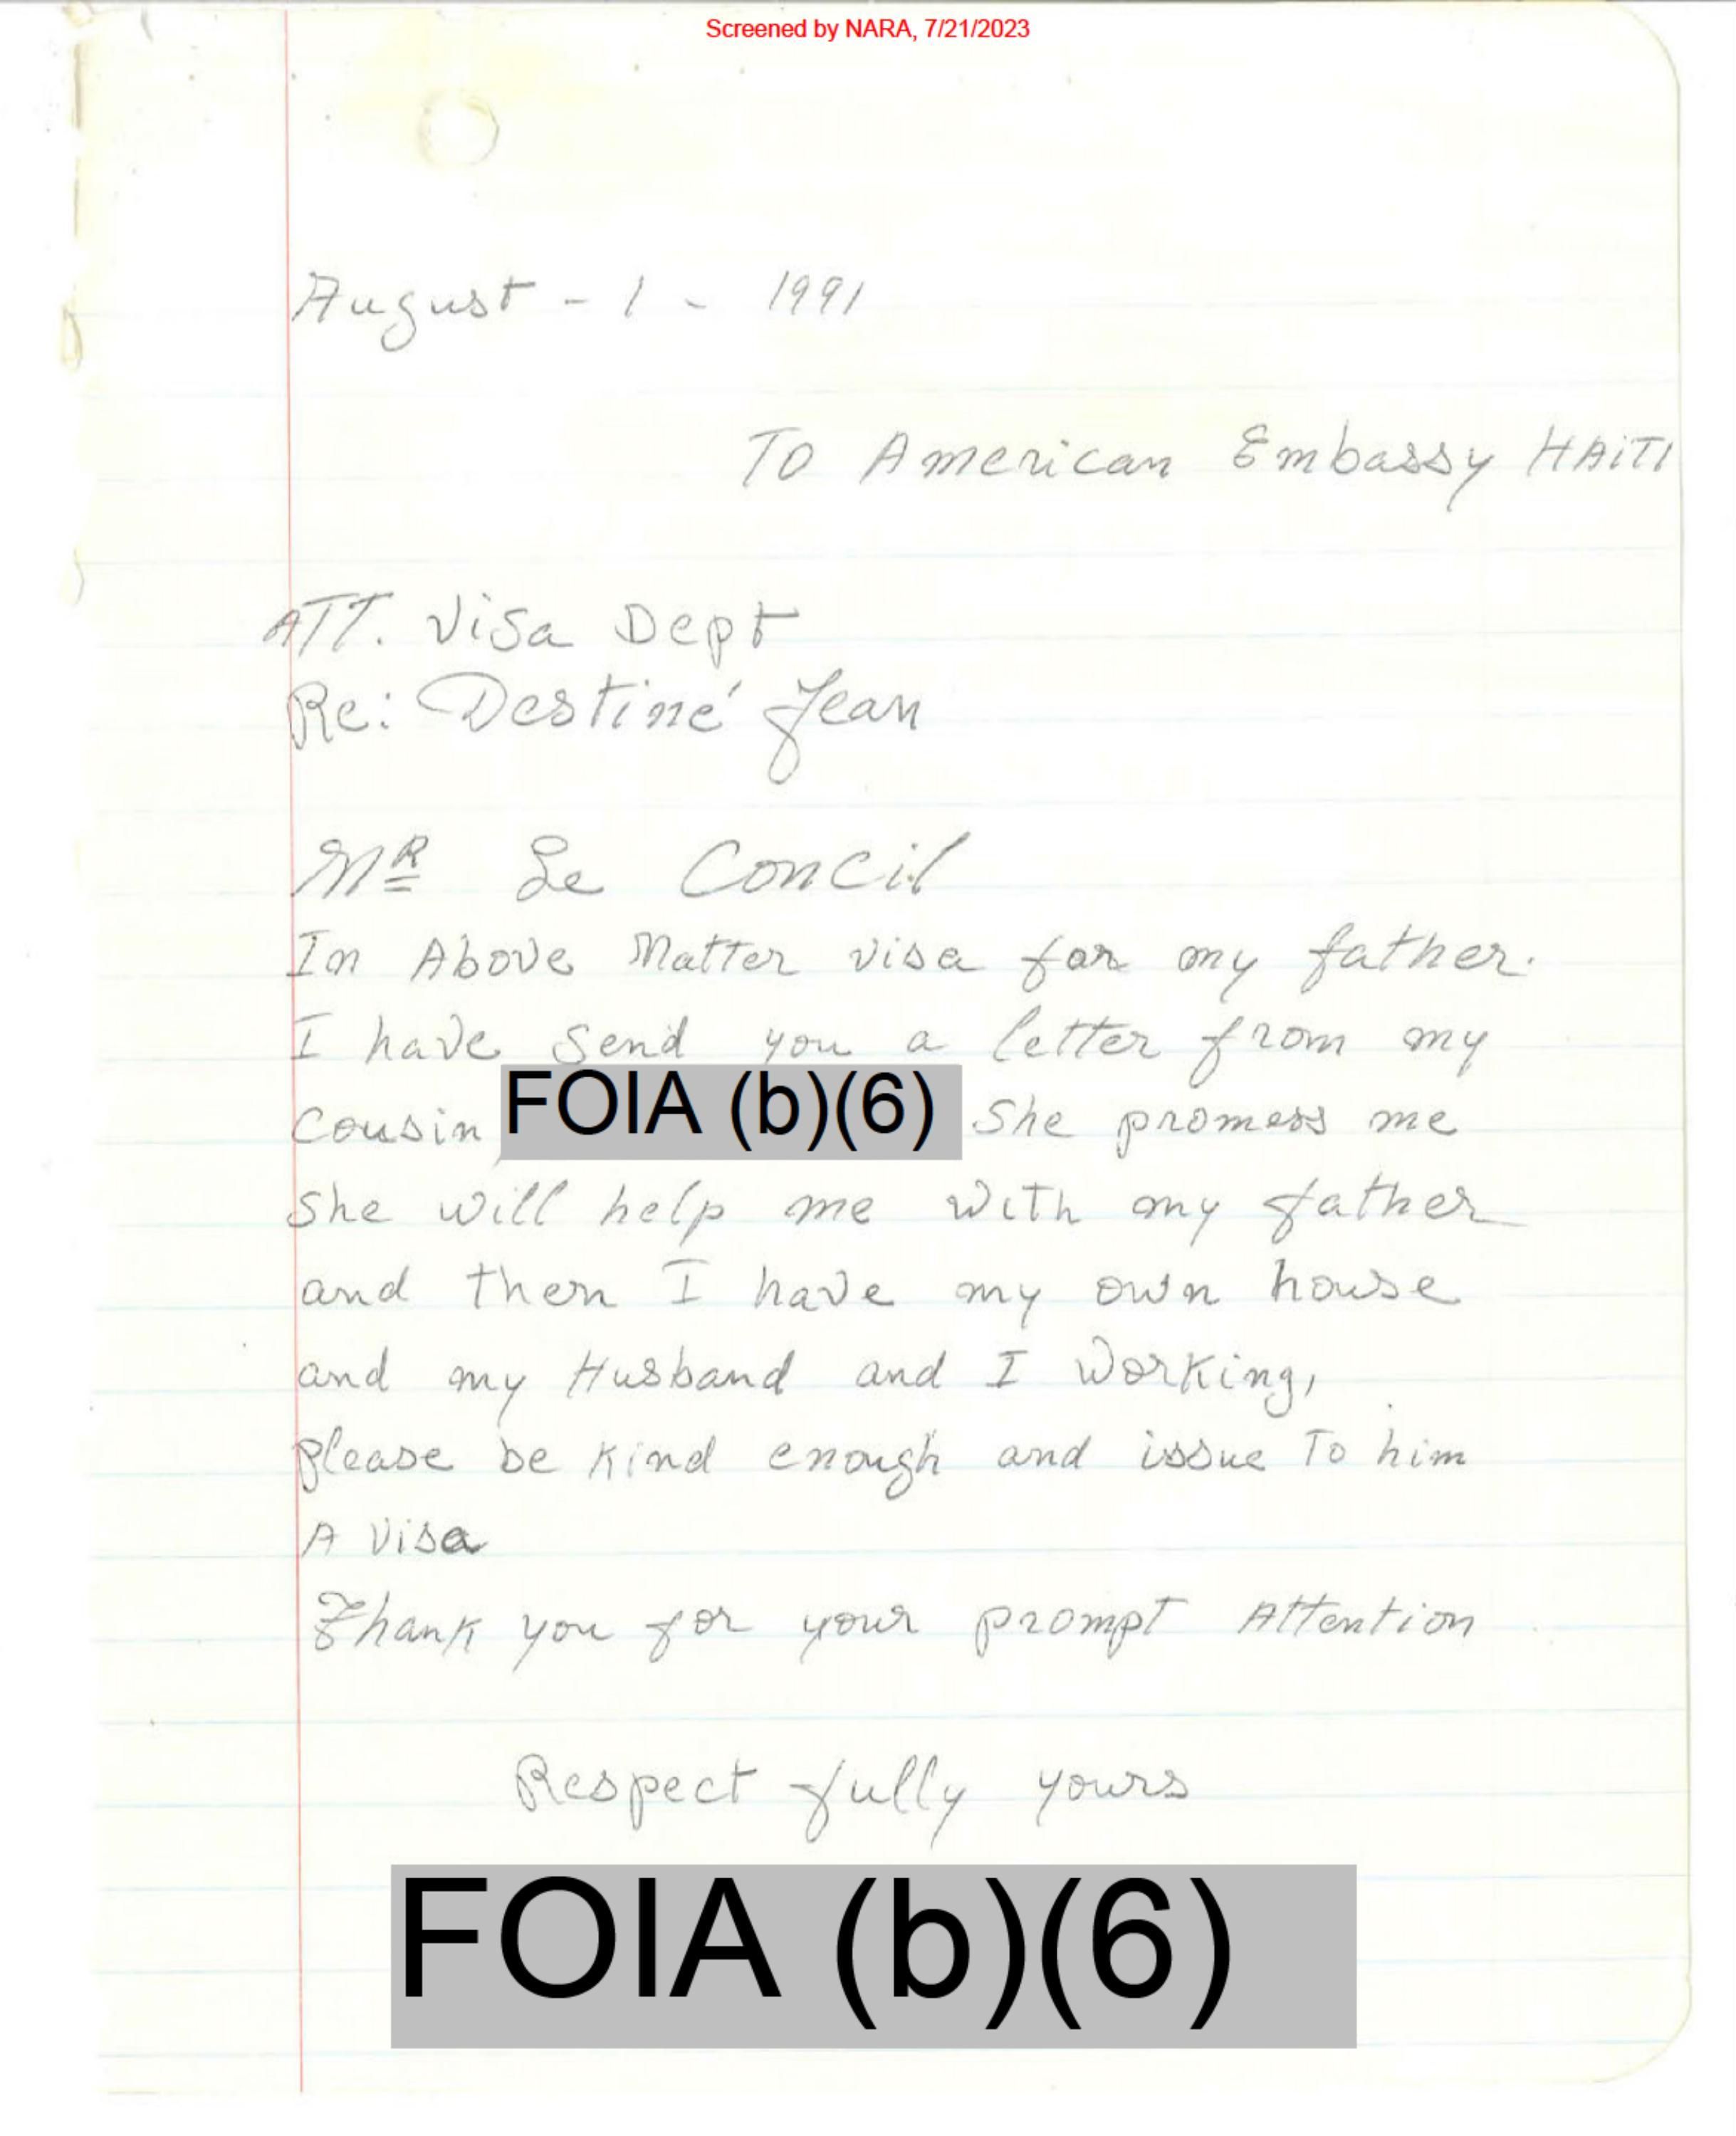 Screened by NARA, 7/21/2023
August - 1 - 1991
To American Embassy HAiTI
ATT. Visa Dept
Re: Destiné Jean
MR Le Concil
In Above Matter visa for my father.
I have send you a letter from my
cousin FOIA (b)(6) She promess me
she will help me with my father
and then I have my own house
and my Husband and I working,
please be kind enough and issue To him
A visa
Thank you for your prompt Attention
Respect fully yours
FOIA (b)(6)